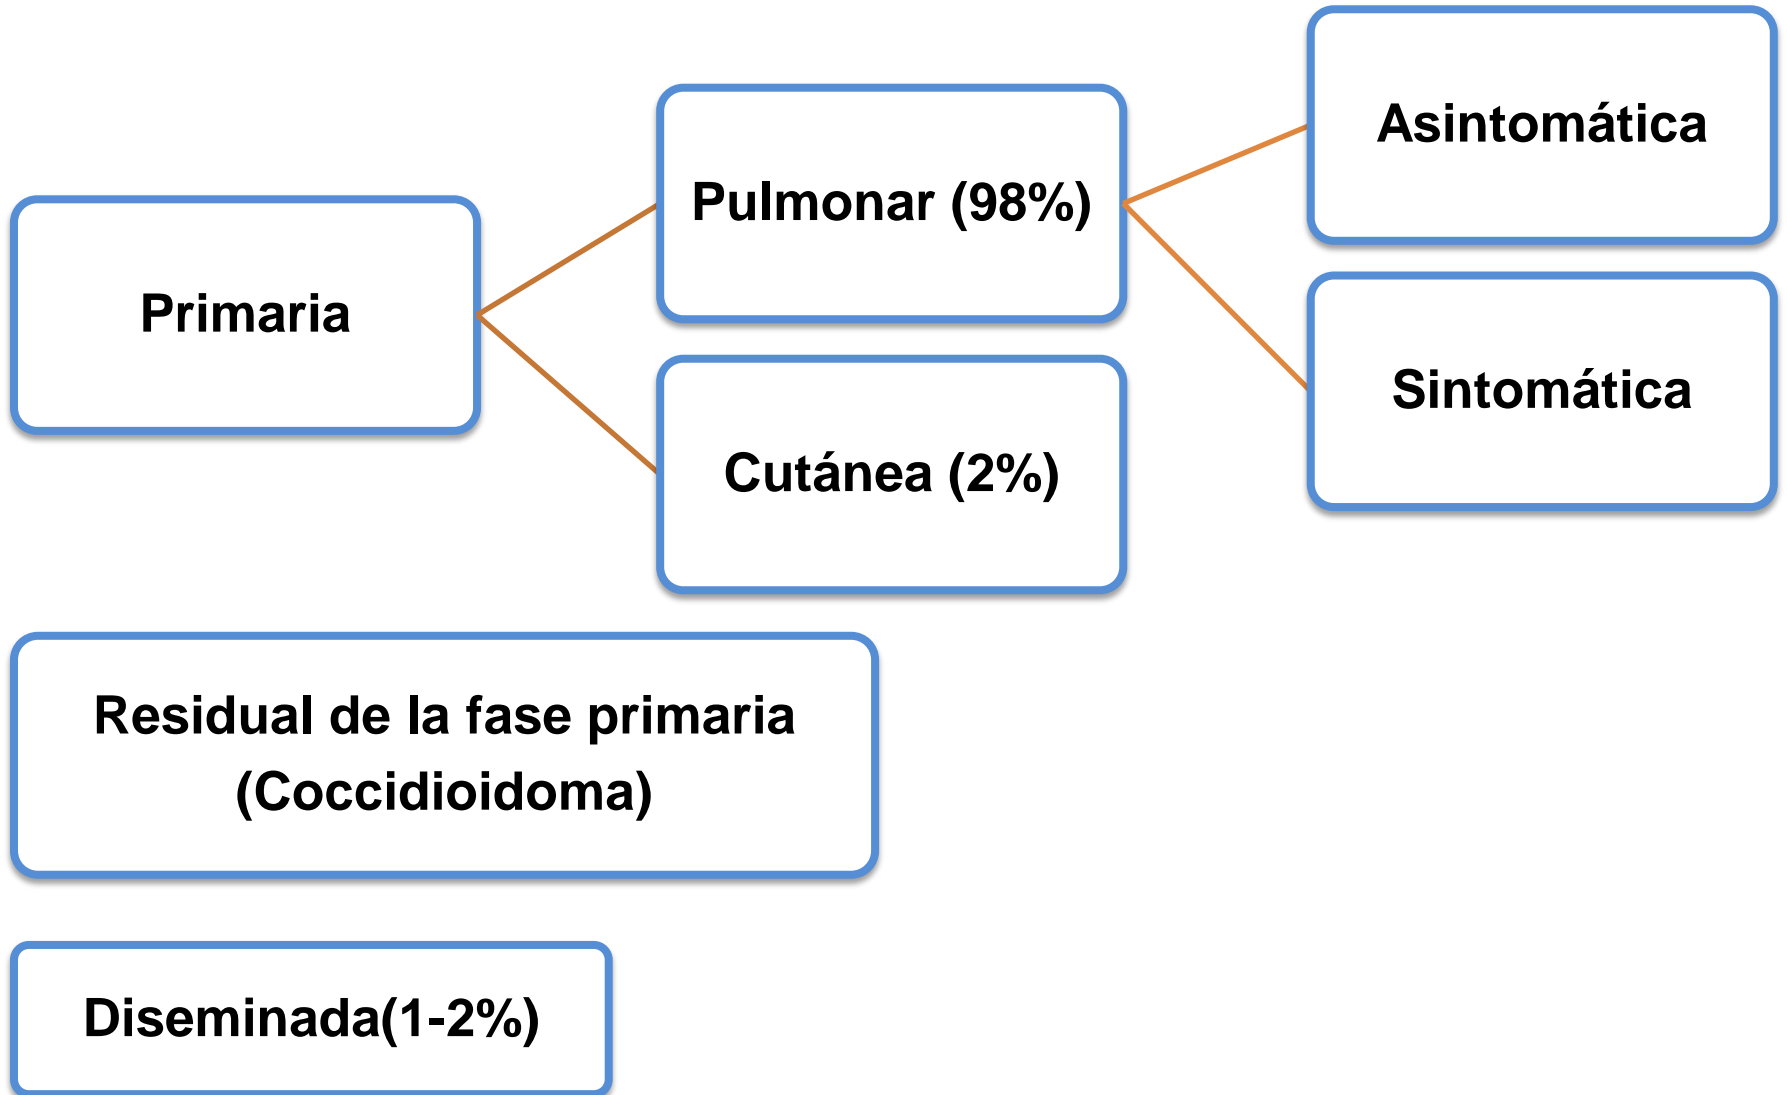 Primaria
Pulmonar (98%)
Cutánea (2%)
Asintomática
Sintomática
Residual de la fase primaria
(Coccidioidoma)
Diseminada(1-2%)